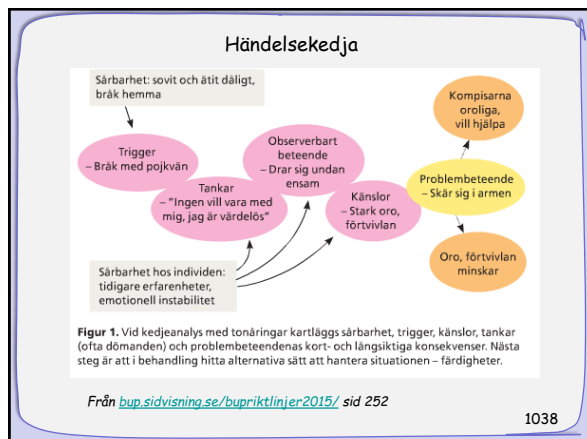 Händelsekedja
Sårbarhet: sovit och ätit dåligt,
bråk hemma
Trigger
– Bråk med pojkvän
Tankar
– "Ingen vill vara med
mig, jag är värdelös"
Observerbart
beteende
– Drar sig undan
ensam
Känslor
– Stark oro,
förtvivlan
Problembeteende
– Skär sig i armen
Kompisarna
oroliga,
vill hjälpa
Oro, förtvivlan
minskar
Sårbarhet hos individen:
tidigare erfarenheter,
emotionell instabilitet
Figur 1. Vid kedjeanalys med tonåringar kartläggs sårbarhet, trigger, känslor, tankar
(ofta dömanden) och problembeteendenas kort- och långsiktiga konsekvenser. Nästa
steg är att i behandling hitta alternativa sätt att hantera situationen – färdigheter.
Från bup.sidvisning.se/bupriktlinjer2015/ sid 252
1038